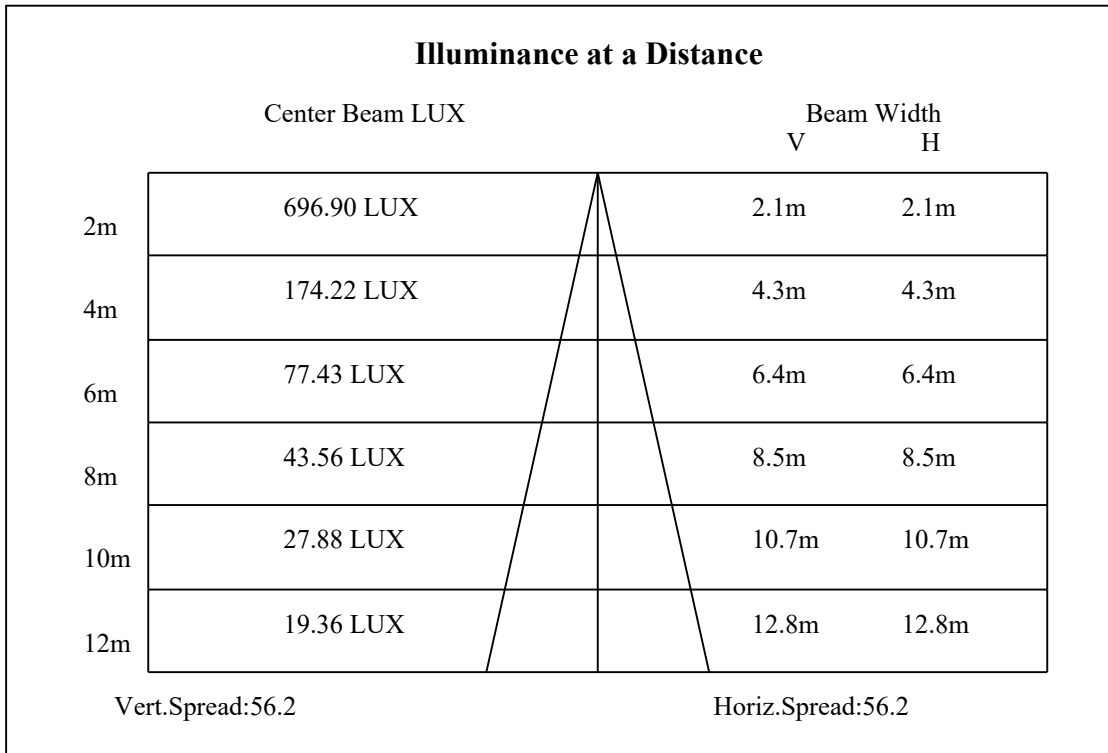 Illuminance at a Distance
Center Beam LUX Beam Width
V H
2m 696.90 LUX 2.1m 2.1m
4m 174.22 LUX 4.3m 4.3m
6m 77.43 LUX 6.4m 6.4m
8m 43.56 LUX 8.5m 8.5m
10m 27.88 LUX 10.7m 10.7m
12m 19.36 LUX 12.8m 12.8m
Vert.Spread:56.2 Horiz.Spread:56.2